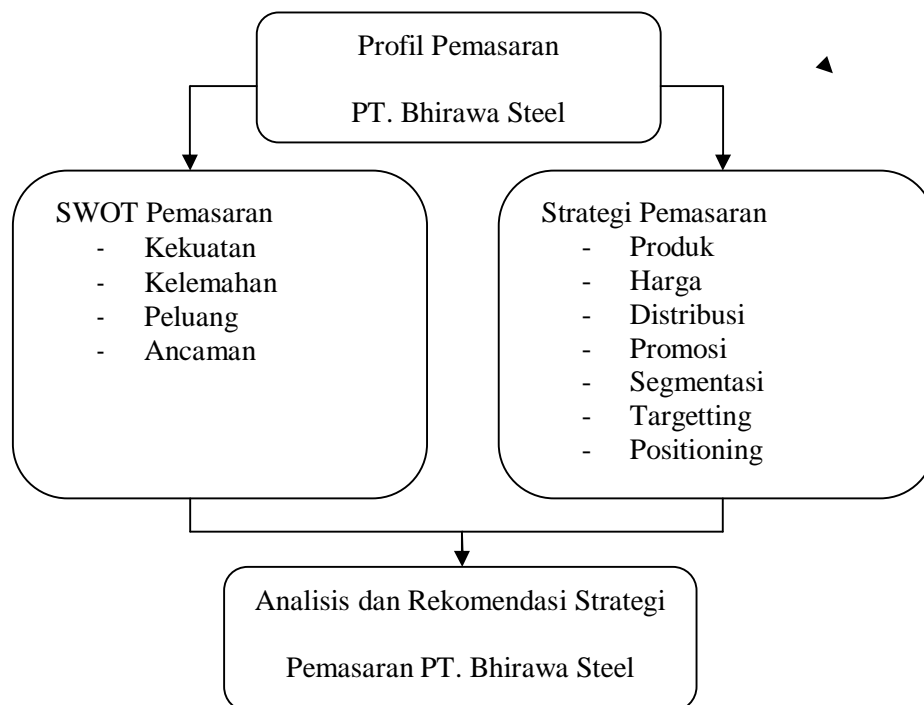 Profil Pemasaran
PT. Bhirawa Steel
SWOT Pemasaran
- Kekuatan
- Kelemahan
- Peluang
- Ancaman
Strategi Pemasaran
- Produk
- Harga
- Distribusi
- Promosi
- Segmentasi
- Targetting
- Positioning
Analisis dan Rekomendasi Strategi
Pemasaran PT. Bhirawa Steel